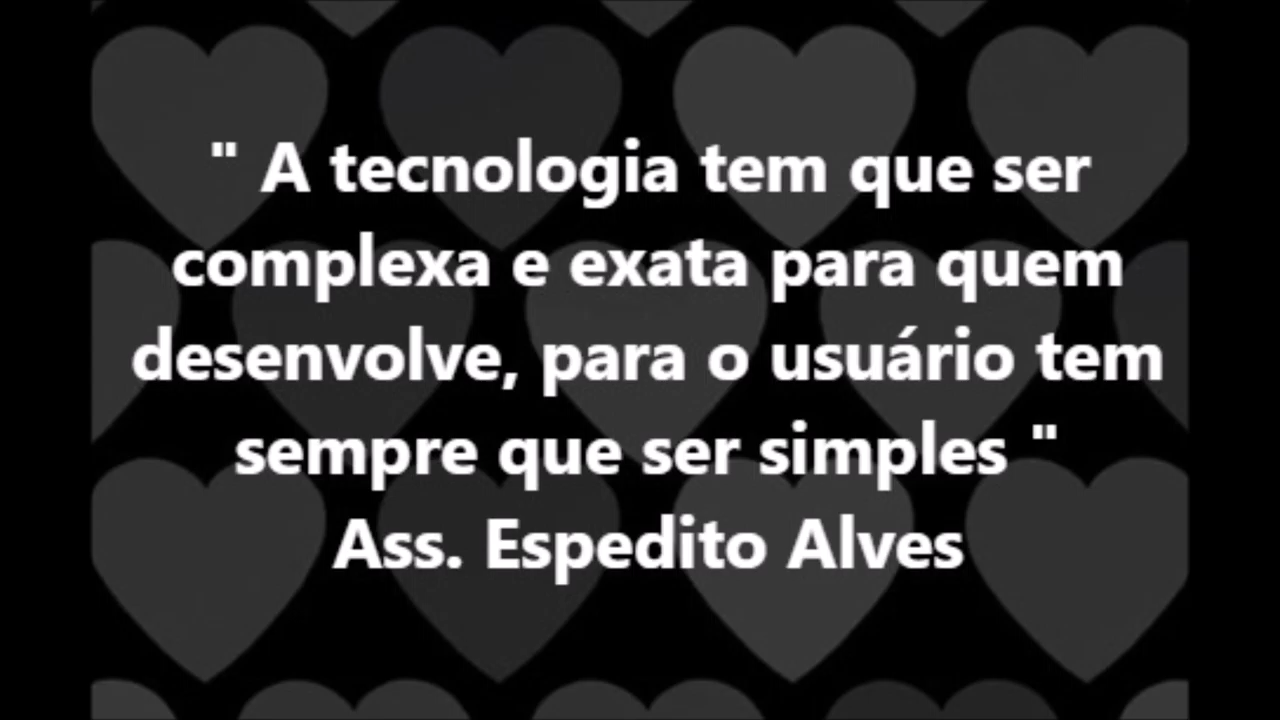 " A tecnologia tem que ser
complexa e exata para quem
desenvolve, para o usuário tem
sempre que ser simples "
Ass. Espedito Alves